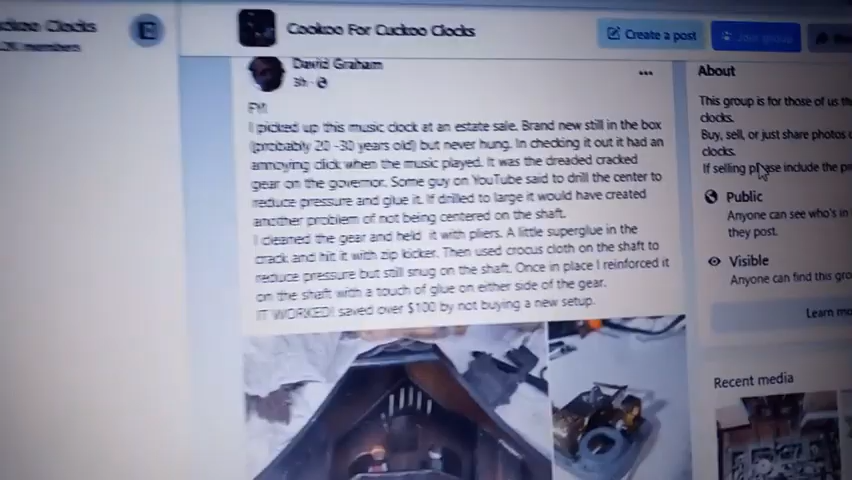 Cuckoo Clocks
members
Cookoo For Cuckoo Clocks
Create a post
Join group
David Graham
3h
FYI
I picked up this music clock at an estate sale. Brand new still in the box
(probably 20 -30 years old) but never hung. In checking it out it had an
annoying click when the music played. It was the dreaded cracked
gear on the governor. Some guy on YouTube said to drill the center to
reduce pressure and glue it. If drilled to large it would have created
another problem of not being centered on the shaft.
I cleaned the gear and held it with pliers. A little superglue in the
crack and hit it with zip kicker. Then used crocus cloth on the shaft to
reduce pressure but still snug on the shaft. Once in place I reinforced it
on the shaft with a touch of glue on either side of the gear.
IT WORKED! saved over $100 by not buying a new setup.
About
This group is for those of us th
clocks.
Buy, sell, or just share photos o
clocks.
If selling please include the p
Public
Anyone can see who's in
they post.
Visible
Anyone can find this gro
Learn mo
Recent media